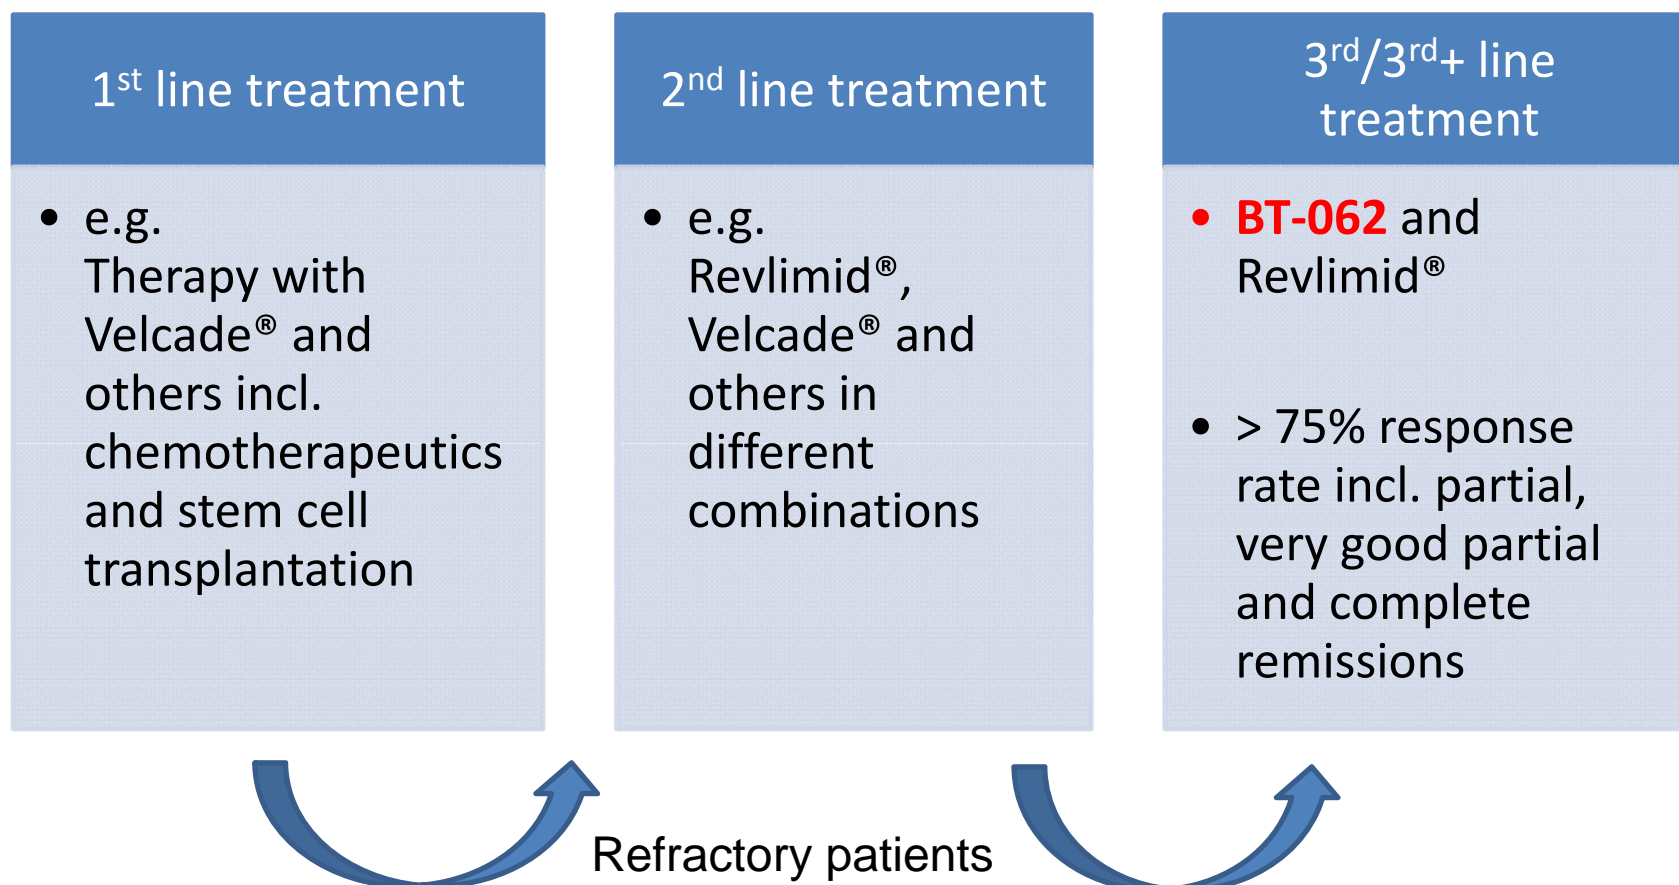 1st line treatment
• e.g.
Therapy with
Velcade® and
others incl.
chemotherapeutics
and stem cell
transplantation
2nd line treatment
• e.g.
Revlimid®,
Velcade® and
others in
different
combinations
3rd/3rd+ line
treatment
• BT-062 and
Revlimid®
• > 75% response
rate incl. partial,
very good partial
and complete
remissions
Refractory patients